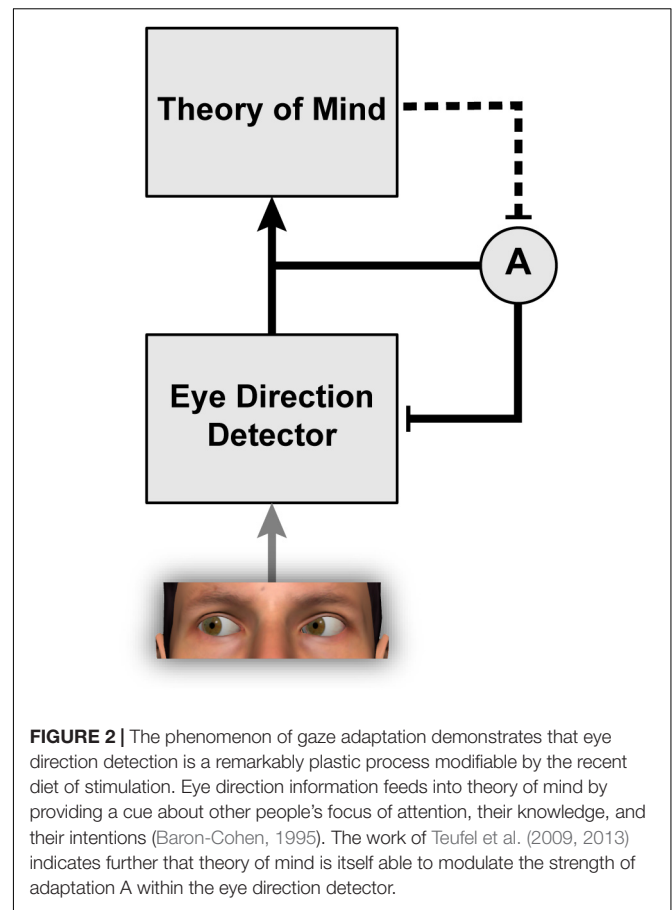 Theory of Mind
A
Eye Direction
Detector
FIGURE 2 | The phenomenon of gaze adaptation demonstrates that eye
direction detection is a remarkably plastic process modifiable by the recent
diet of stimulation. Eye direction information feeds into theory of mind by
providing a cue about other people’s focus of attention, their knowledge, and
their intentions (Baron-Cohen, 1995). The work of Teufel et al. (2009, 2013)
indicates further that theory of mind is itself able to modulate the strength of
adaptation A within the eye direction detector.